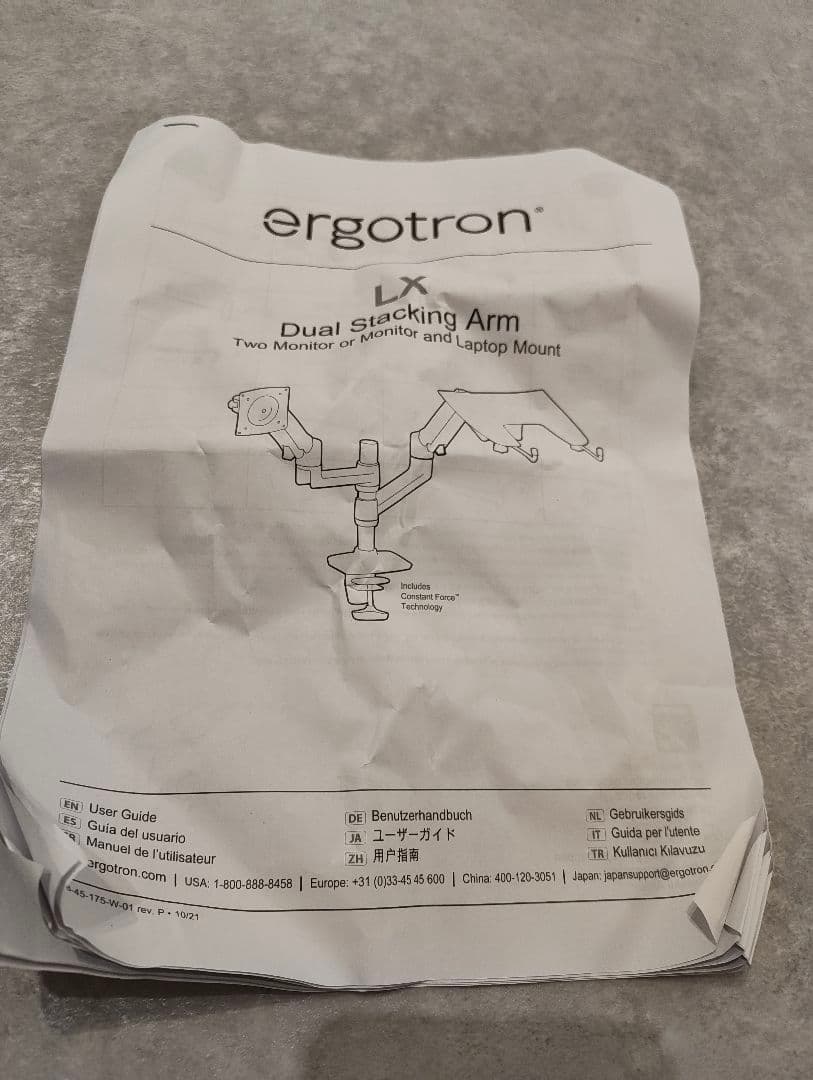 ergotron®
LX
Dual Stacking Arm
Two Monitor or Monitor and Laptop Mount
Includes
Constant Force™
Technology
EN User Guide
ES Guía del usuario
Manuel de l'utilisateur
DE Benutzerhandbuch
JA ユーザーガイド
ZH 用户指南
NL Gebruikersgids
IT Guida per l'utente
TR Kullanıcı Kılavuzu
ergotron.com | USA: 1-800-888-8458 | Europe: +31 (0)33-45 45 600 | China: 400-120-3051 | Japan: japansupport@ergotron
-45-175-W-01 rev. P • 10/21